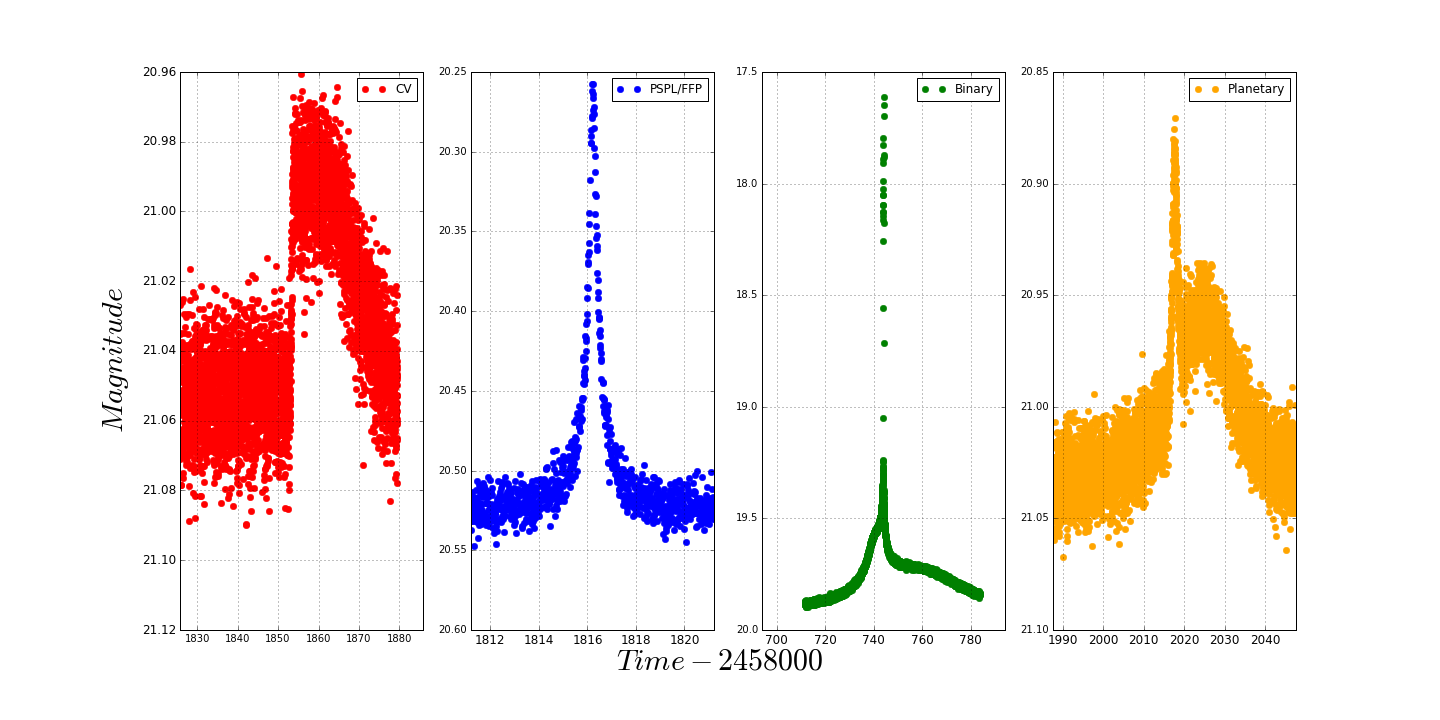 Magnitude
20.96
20.98
21.00
21.02
21.04
21.06
21.08
21.10
21.12
1830 1840 1850 1860 1870 1880
CV
20.25
20.30
20.35
20.40
20.45
20.50
20.55
20.60
1812 1814 1816 1818 1820
PSPL/FFP
17.5
18.0
18.5
19.0
19.5
20.0
700 720 740 760 780
Binary
20.85
20.90
20.95
21.00
21.05
21.10
1990 2000 2010 2020 2030 2040
Planetary
Time − 2458000